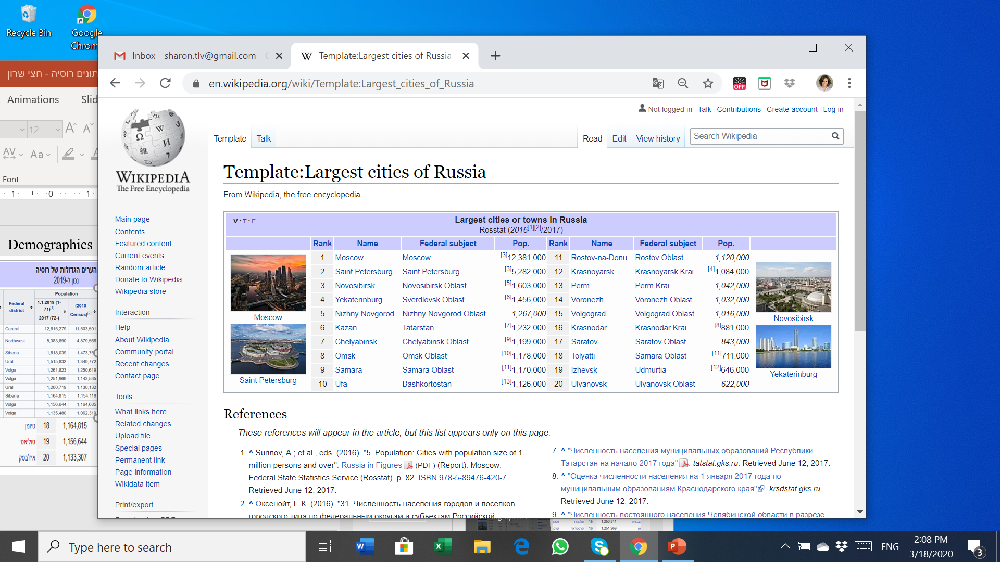 Recycle Bin
Google
Chrom
תונים רוסיה - חצי שרון
Animations Slid
12
Aa
Font
1 0 1
Demographics
הערים הגדולות של רוסיה
נכון ל-2019
Federal district Population
1.1.2019 (1-71)[1] 2017 (72-) (2010 Census)[2]
Central 12,615,279 11,503,501
Northwest 5,383,890 4,879,566
Siberia 1,618,039 1,473,75
Ural 1,515,832 1,349,772
Volga 1,261,823 1,250,619
Volga 1,251,969 1,143,535
Ural 1,200,719 1,130,132
Siberia 1,164,815 1,154,116
Volga 1,156,644 1,164,685
Volga 1,135,480 1,062,319
טיומן 18 1,164,815
טוליאטי 19 1,156,644
איז'בסק 20 1,133,307
Inbox - sharon.tlv@gmail.com -
Template:Largest cities of Russia
en.wikipedia.org/wiki/Template:Largest_cities_of_Russia
OFF
Not logged in Talk Contributions Create account Log in
WIKIPEDIA
The Free Encyclopedia
Template Talk Read Edit View history Search Wikipedia
Template:Largest cities of Russia
From Wikipedia, the free encyclopedia
Main page
Contents
Featured content
Current events
Random article
Donate to Wikipedia
Wikipedia store
Interaction
Help
About Wikipedia
Community portal
Recent changes
Contact page
Tools
What links here
Related changes
Upload file
Special pages
Permanent link
Page information
Wikidata item
Print/export
V · T · E
Largest cities or towns in Russia
Rosstat (2016[1][2]/2017)
Rank Name Federal subject Pop. Rank Name Federal subject Pop.
1 Moscow Moscow [3]12,381,000 11 Rostov-na-Donu Rostov Oblast 1,120,000
2 Saint Petersburg Saint Petersburg [3]5,282,000 12 Krasnoyarsk Krasnoyarsk Krai [4]1,084,000
3 Novosibirsk Novosibirsk Oblast [5]1,603,000 13 Perm Perm Krai 1,042,000
4 Yekaterinburg Sverdlovsk Oblast [6]1,456,000 14 Voronezh Voronezh Oblast 1,032,000
5 Nizhny Novgorod Nizhny Novgorod Oblast 1,267,000 15 Volgograd Volgograd Oblast 1,016,000
6 Kazan Tatarstan [7]1,232,000 16 Krasnodar Krasnodar Krai [8]881,000
7 Chelyabinsk Chelyabinsk Oblast [9]1,199,000 17 Saratov Saratov Oblast 843,000
8 Omsk Omsk Oblast [10]1,178,000 18 Tolyatti Samara Oblast [11]711,000
9 Samara Samara Oblast [11]1,170,000 19 Izhevsk Udmurtia [12]646,000
10 Ufa Bashkortostan [13]1,126,000 20 Ulyanovsk Ulyanovsk Oblast 622,000
Moscow
Saint Petersburg
Novosibirsk
Yekaterinburg
References
These references will appear in the article, but this list appears only on this page.
1. ^ Surinov, A.; et al., eds. (2016). "5. Population: Cities with population size of 1
million persons and over". Russia in Figures (PDF) (Report). Moscow:
Federal State Statistics Service (Rosstat). p. 82. ISBN 978-5-89476-420-7.
Retrieved June 12, 2017.
2. ^ Оксенойт, Г. К. (2016). "31. Численность населения городов и поселков
городского типа по федеральным округам и субъектам Российской
7. ^ "Численность населения муниципальных образований Республики
Татарстан на начало 2017 года". tatstat.gks.ru. Retrieved June 12, 2017.
8. ^ "Оценка численности населения на 1 января 2017 года по
муниципальным образованиям Краснодарского края". krsdstat.gks.ru.
Retrieved June 12, 2017.
9. ^ "Численность постоянного населения Челябинской области в разрезе
Demographics
15 1,253,511
16 1,251,969
Type here to search
ENG
2:08 PM
3/18/2020
3